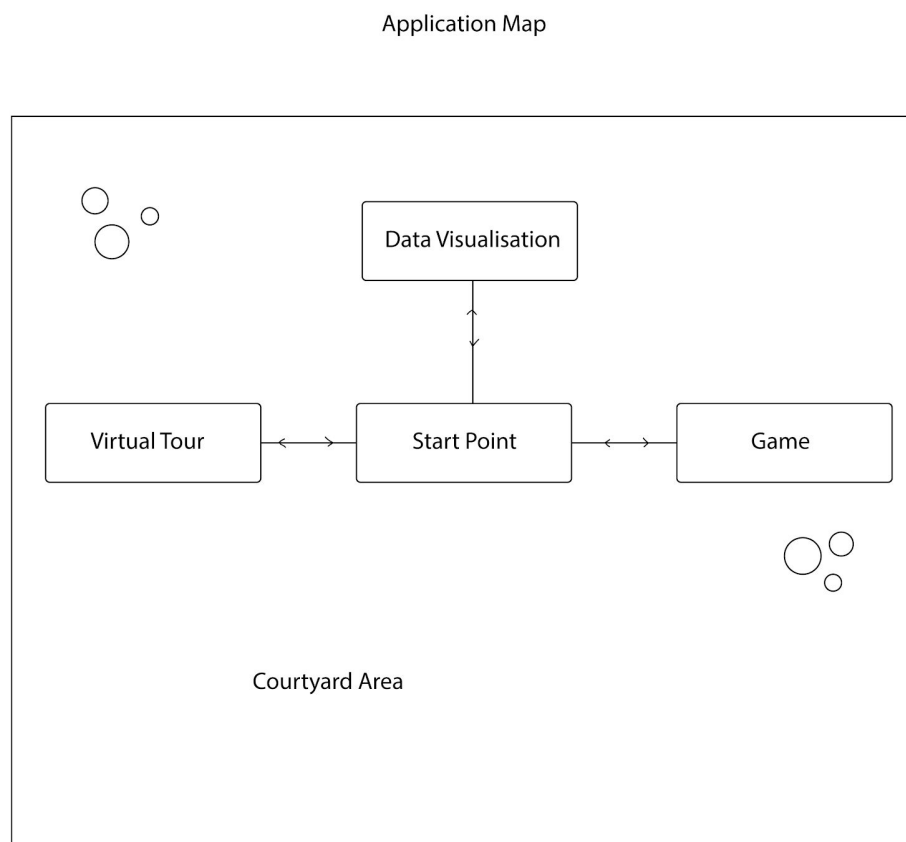 Application Map
Data Visualisation
Virtual Tour
Start Point
Game
Courtyard Area